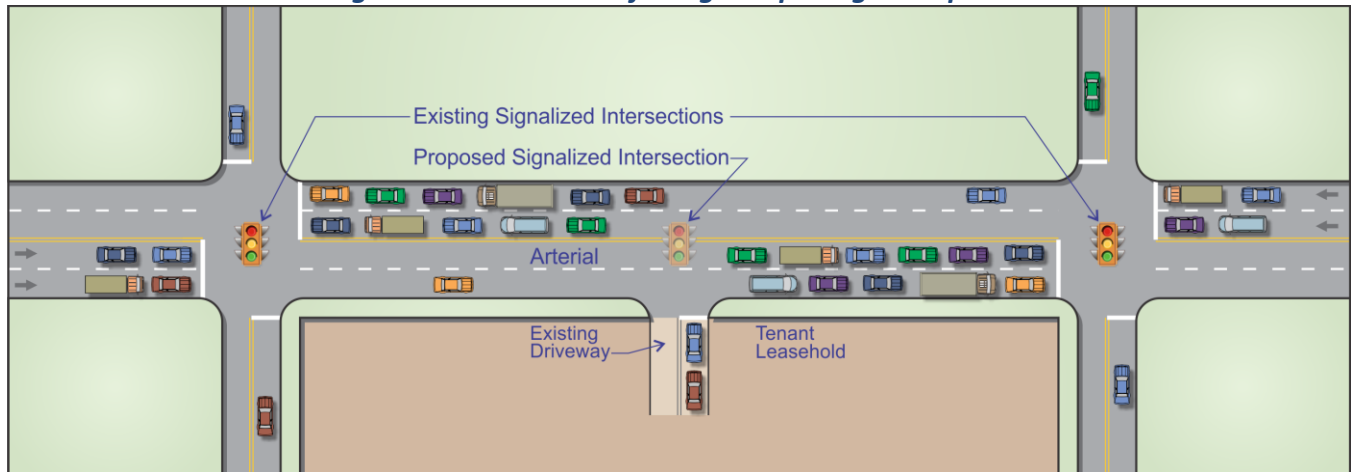 Existing Signalized Intersections
Proposed Signalized Intersection
Arterial
Existing
Driveway
Tenant
Leasehold